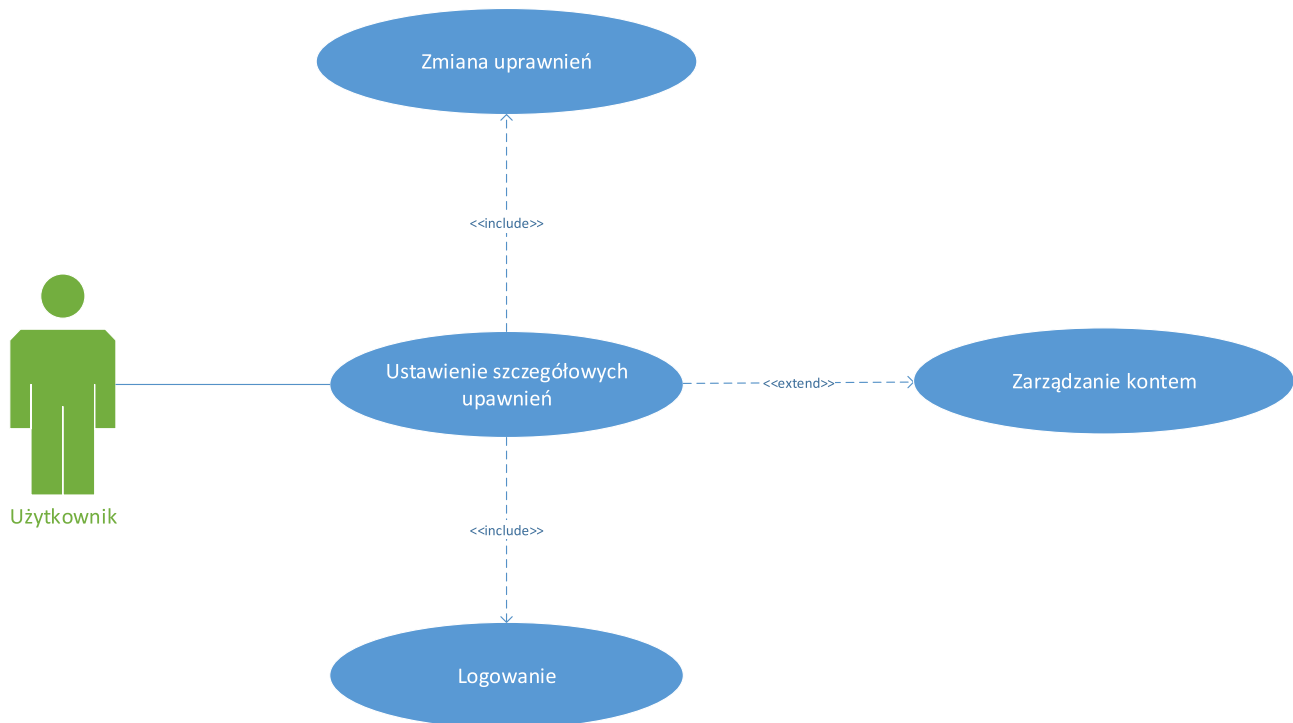 Zmiana uprawnień
<<include>>
Ustawienie szczegółowych
upawnień
<<extend>>
Zarządzanie kontem
Użytkownik
<<include>>
Logowanie